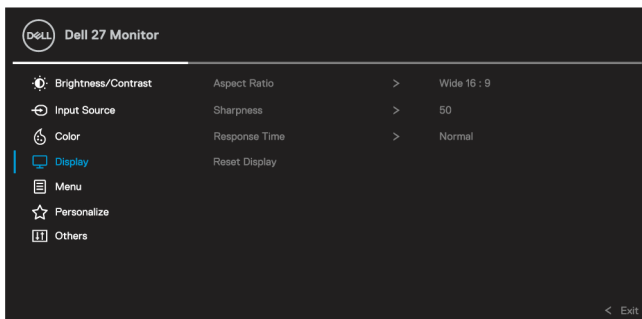 DELL Dell 27 Monitor
Brightness/Contrast Aspect Ratio > Wide 16 : 9
Input Source Sharpness > 50
Color Response Time > Normal
Display Reset Display
Menu
Personalize
Others
< Exit